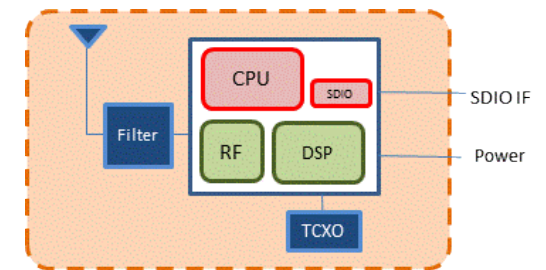 CPU
SDIO
SDIO IF
Filter
RF
DSP
Power
TCXO